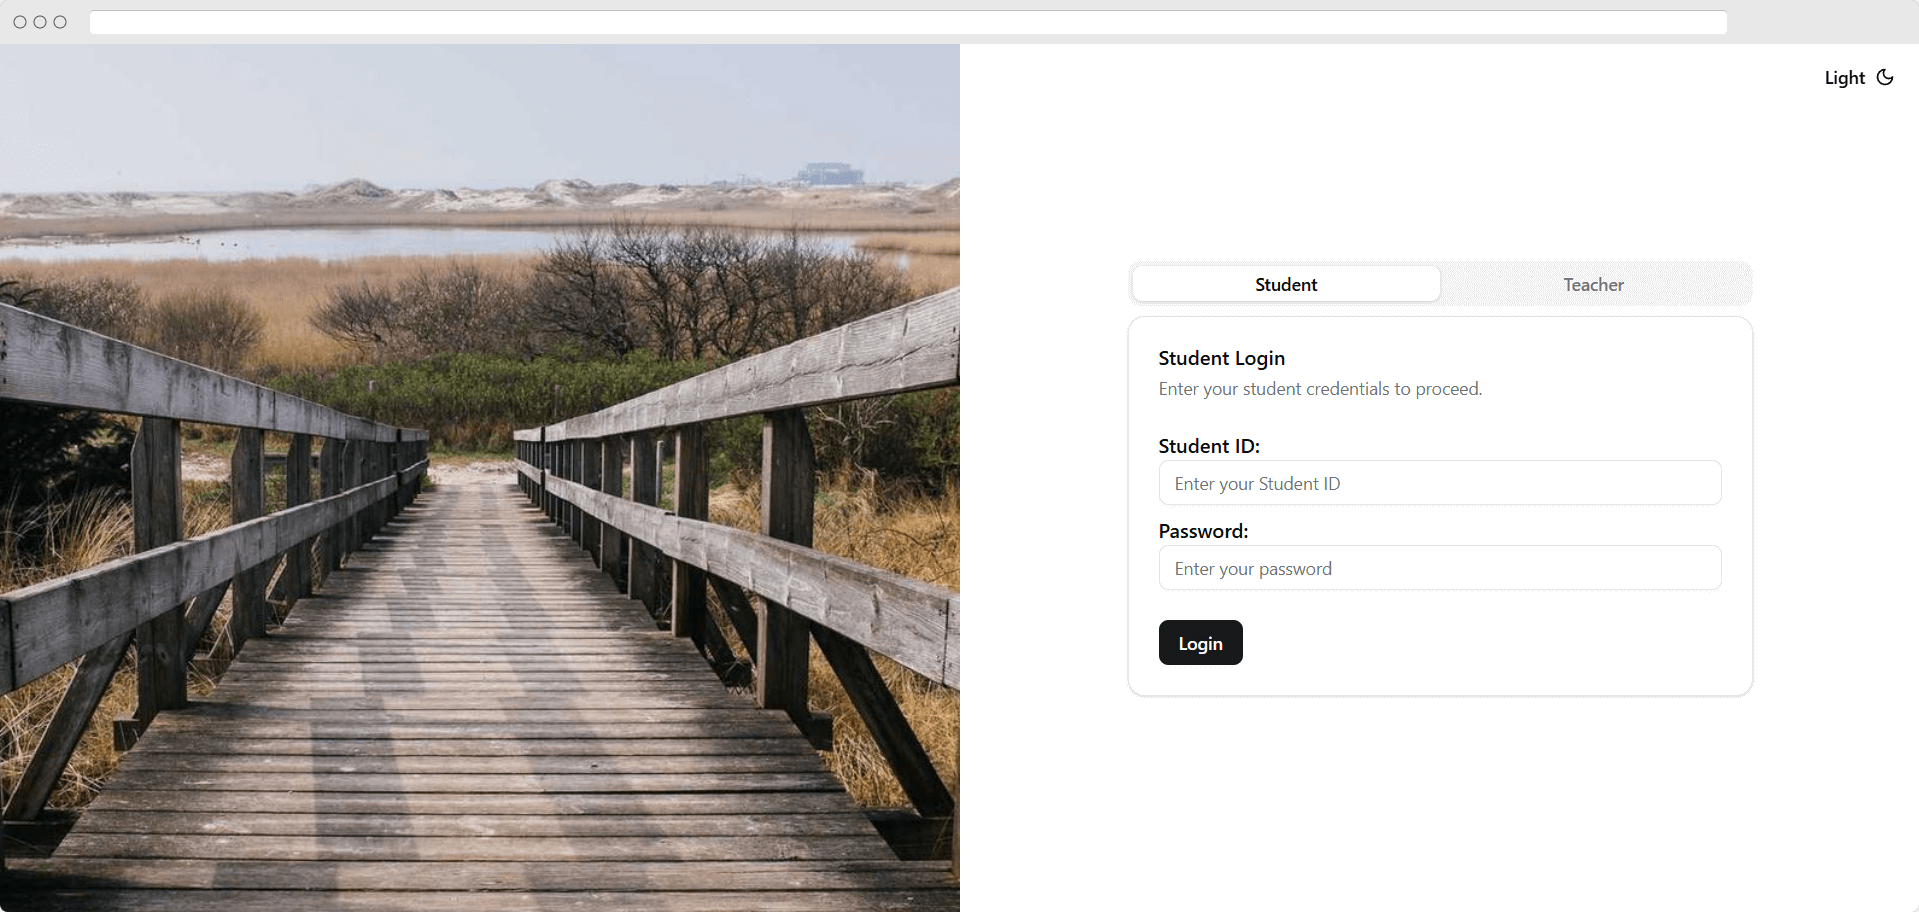 Light
Student
Teacher
Student Login
Enter your student credentials to proceed.
Student ID:
Enter your Student ID
Password:
Enter your password
Login